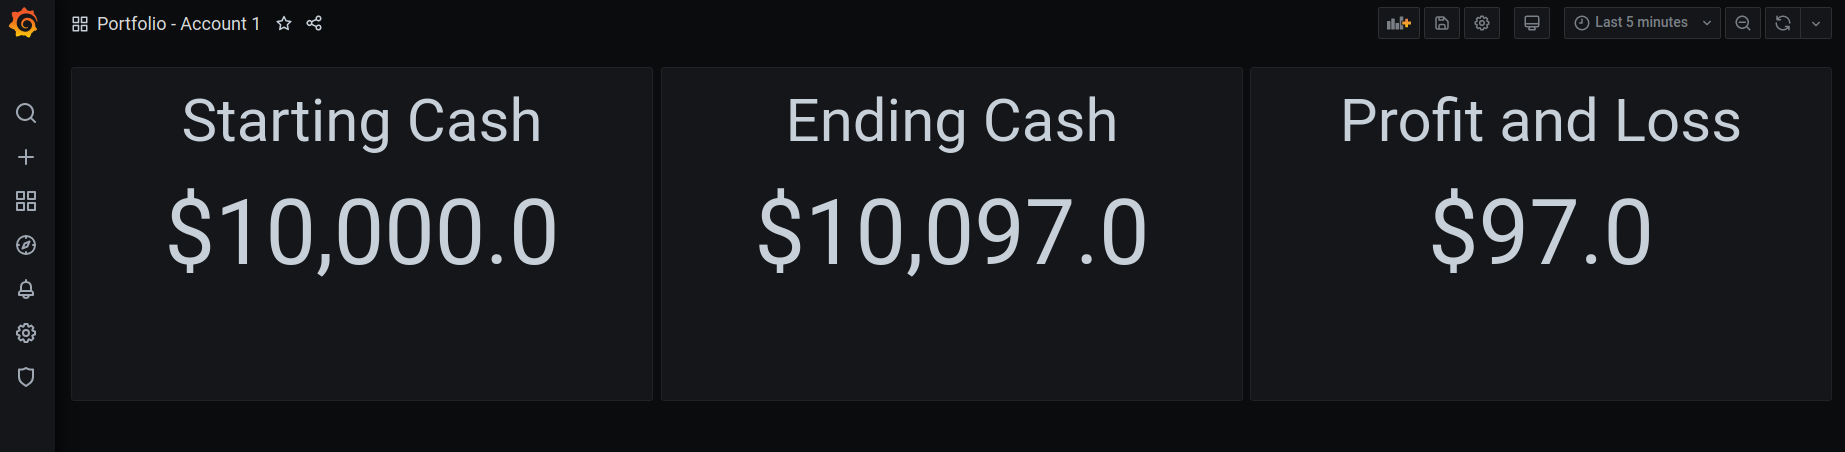 Portfolio - Account 1
Last 5 minutes
Starting Cash
$10,000.0
Ending Cash
$10,097.0
Profit and Loss
$97.0